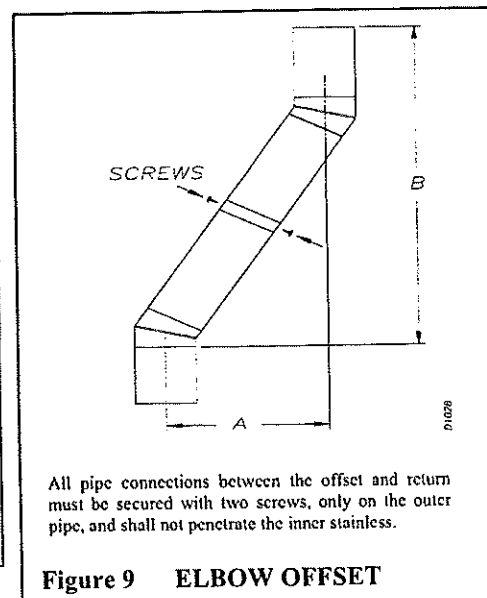 SCREWS
B
A
D1028
All pipe connections between the offset and return
must be secured with two screws, only on the outer
pipe, and shall not penetrate the inner stainless.
Figure 9 ELBOW OFFSET